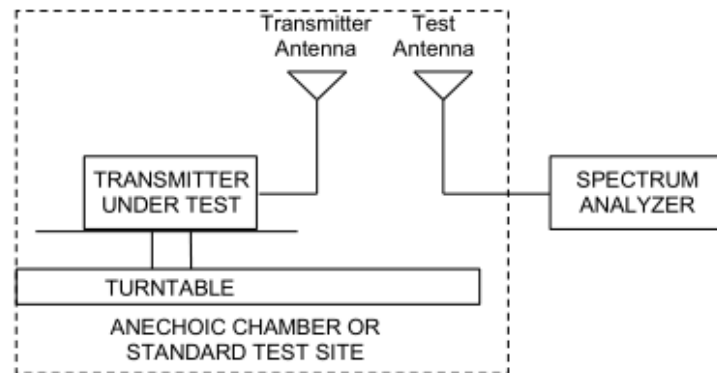 Transmitter
Antenna
Test
Antenna
TRANSMITTER
UNDER TEST
SPECTRUM
ANALYZER
TURNTABLE
ANECHOIC CHAMBER OR
STANDARD TEST SITE